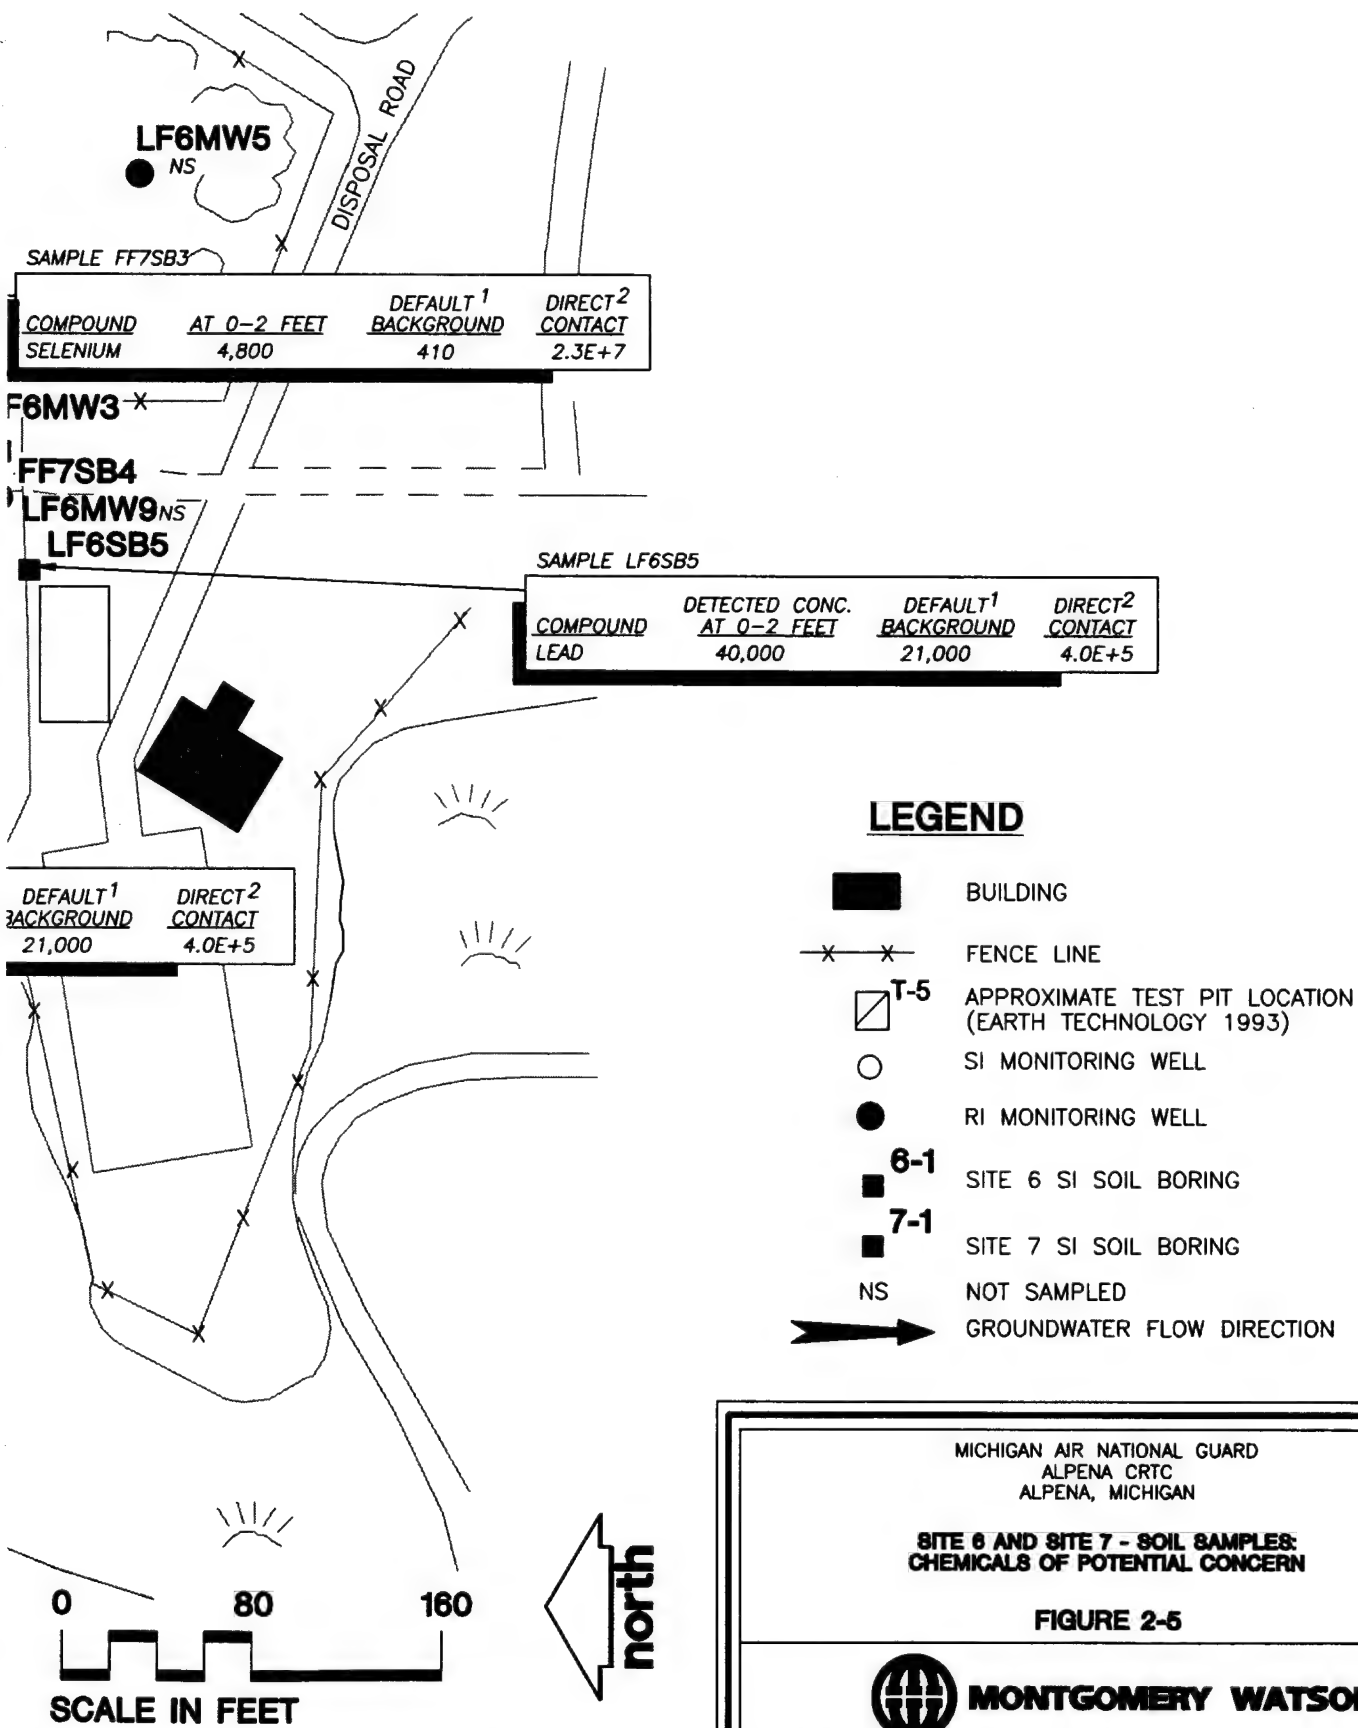 LF6MW5
NS
DISPOSAL ROAD
SAMPLE FF7SB3
DEFAULT 1 DIRECT 2
COMPOUND AT 0-2 FEET BACKGROUND CONTACT
SELENIUM 4,800 410 2.3E+7
F6MW3
FF7SB4
LF6MW9 NS
LF6SB5
SAMPLE LF6SB5
DETECTED CONC. DEFAULT 1 DIRECT 2
COMPOUND AT 0-2 FEET BACKGROUND CONTACT
LEAD 40,000 21,000 4.0E+5
DEFAULT 1 DIRECT 2
BACKGROUND CONTACT
21,000 4.0E+5
LEGEND
BUILDING
X X FENCE LINE
T-5 APPROXIMATE TEST PIT LOCATION
(EARTH TECHNOLOGY 1993)
SI MONITORING WELL
RI MONITORING WELL
6-1 SITE 6 SI SOIL BORING
7-1 SITE 7 SI SOIL BORING
NS NOT SAMPLED
GROUNDWATER FLOW DIRECTION
MICHIGAN AIR NATIONAL GUARD
ALPENA CRTC
ALPENA, MICHIGAN
SITE 6 AND SITE 7 - SOIL SAMPLES:
CHEMICALS OF POTENTIAL CONCERN
FIGURE 2-5
MONTGOMERY WATSON
0 80 160
SCALE IN FEET
north